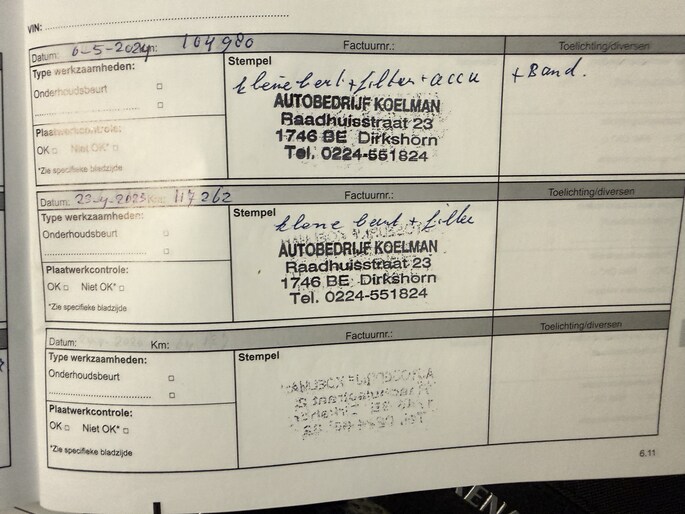 VIN:
Datum: 6-5-2024 Km: 104980 Factuurnr.: Toelichting/diversen
Type werkzaamheden:
Onderhoudsbeurt
Plaatwerkcontrole:
OK Niet OK*
*Zie specifieke bladzijde
Stempel
kleine beurt + filter + accu
AUTOBEDRIJF KOELMAN
Raadhuisstraat 23
1746 BE Dirkshorn
Tel. 0224-551824
+ Band.
Datum: Km: 117262 Factuurnr.: Toelichting/diversen
Type werkzaamheden:
Onderhoudsbeurt
Plaatwerkcontrole:
OK Niet OK*
*Zie specifieke bladzijde
Stempel
kleine beurt + filter
AUTOBEDRIJF KOELMAN
Raadhuisstraat 23
1746 BE Dirkshorn
Tel. 0224-551824
Datum: Km: Factuurnr.: Toelichting/diversen
Type werkzaamheden:
Onderhoudsbeurt
Plaatwerkcontrole:
OK Niet OK*
*Zie specifieke bladzijde
Stempel
6.11